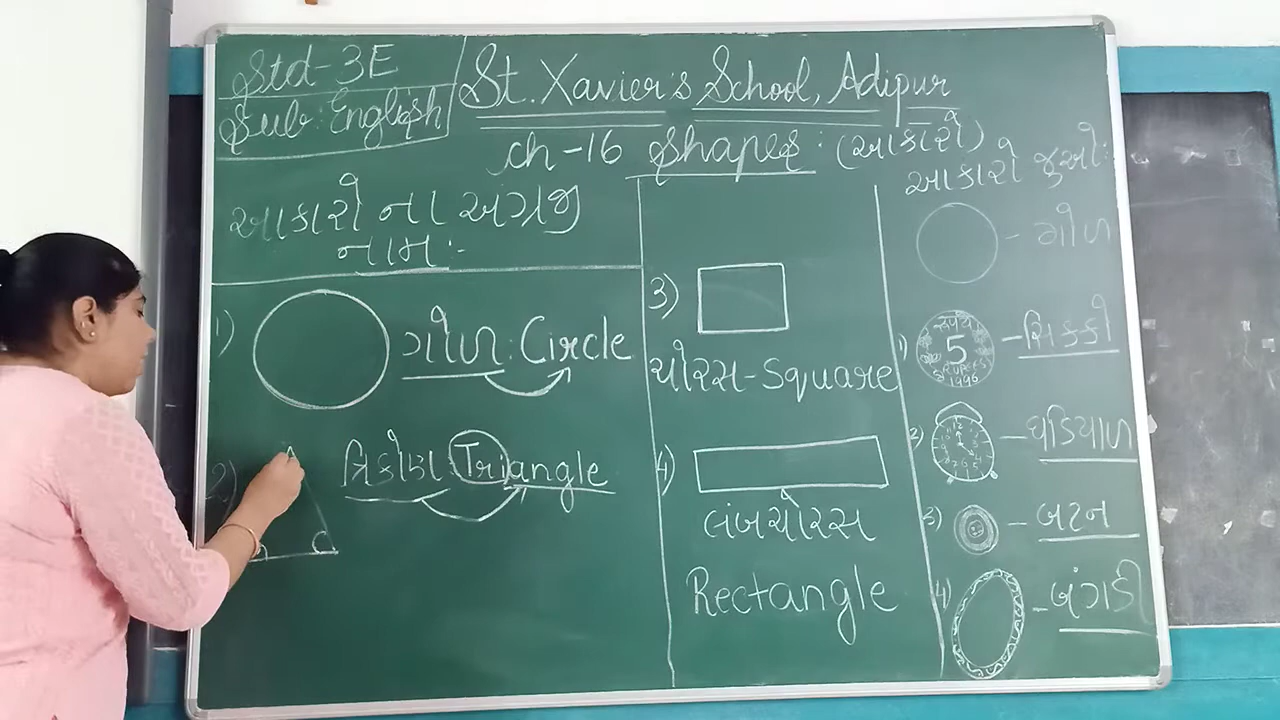 Std-3E
Sub: English
St. Xavier's School, Adipur
ch-16 Shapes: (આકારો)
આકારો ના અંગ્રેજી
નામ:-
1)
ગોળ: Circle
2)
ત્રિકોણ Triangle
3)
ચોરસ-Square
4)
લંબચોરસ
Rectangle
આકારો જુઓ:
- ગોળ
1)
રૂપયે
5
RUPEES
1996
- સિક્કો
2)
12
- ઘડિયાળ
3)
- બટન
4)
- બંગડી